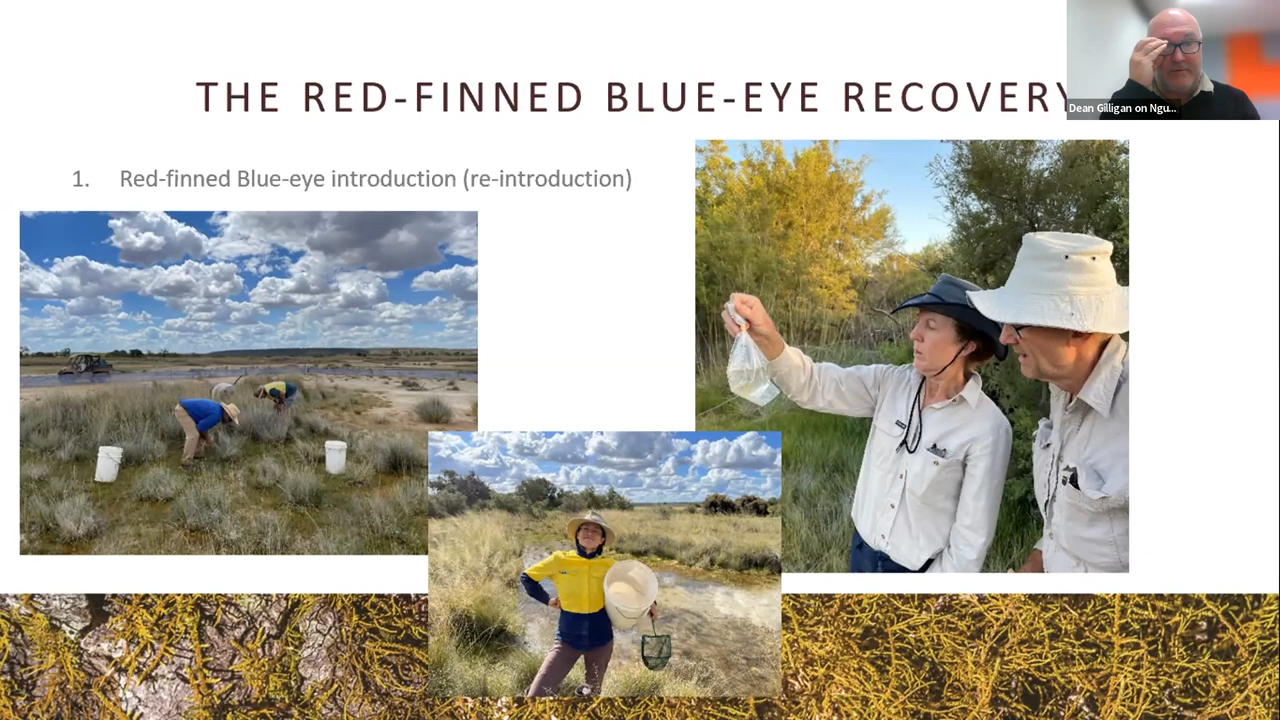 THE RED-FINNED BLUE-EYE RECOVERY
Dean Gilligan on Ngu...
1. Red-finned Blue-eye introduction (re-introduction)